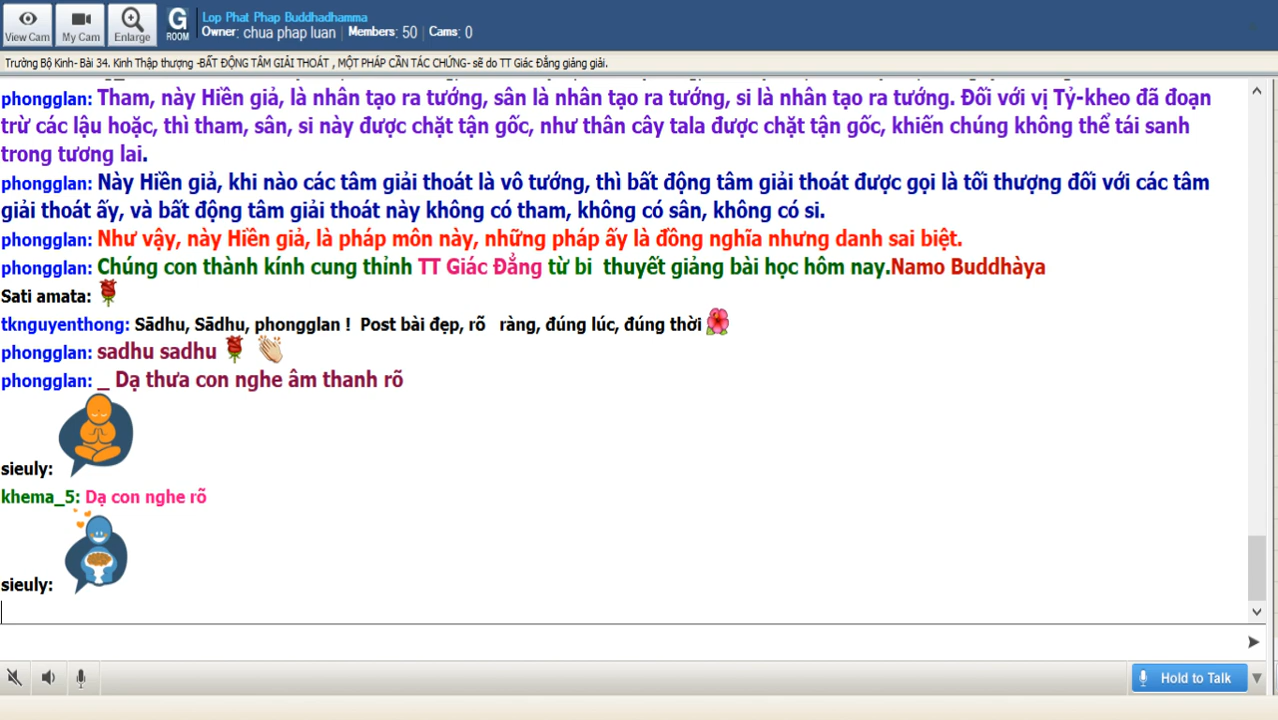 View Cam
My Cam
Enlarge
G
ROOM
Lop Phat Phap Buddhadhamma
Owner: chua phap luan | Members: 50 | Cams: 0
Trường Bộ Kinh- Bài 34. Kinh Thập thượng -BẤT ĐỘNG TÂM GIẢI THOÁT , MỘT PHÁP CẦN TÁC CHỨNG- sẽ do TT Giác Đẳng giảng giải.
phongglan: Tham, này Hiền giả, là nhân tạo ra tướng, sân là nhân tạo ra tướng, si là nhân tạo ra tướng. Đối với vị Tỷ-kheo đã đoạn
trừ các lậu hoặc, thì tham, sân, si này được chặt tận gốc, như thân cây tala được chặt tận gốc, khiến chúng không thể tái sanh
trong tương lai.
phongglan: Này Hiền giả, khi nào các tâm giải thoát là vô tướng, thì bất động tâm giải thoát được gọi là tối thượng đối với các tâm
giải thoát ấy, và bất động tâm giải thoát này không có tham, không có sân, không có si.
phongglan: Như vậy, này Hiền giả, là pháp môn này, những pháp ấy là đồng nghĩa nhưng danh sai biệt.
phongglan: Chúng con thành kính cung thỉnh TT Giác Đẳng từ bi thuyết giảng bài học hôm nay.Namo Buddhàya
Sati amata:
tknguyenthong: Sādhu, Sādhu, phongglan ! Post bài đẹp, rõ ràng, đúng lúc, đúng thời
phongglan: sadhu sadhu
phongglan: _ Dạ thưa con nghe âm thanh rõ
sieuly:
khema_5: Dạ con nghe rõ
sieuly:
Hold to Talk